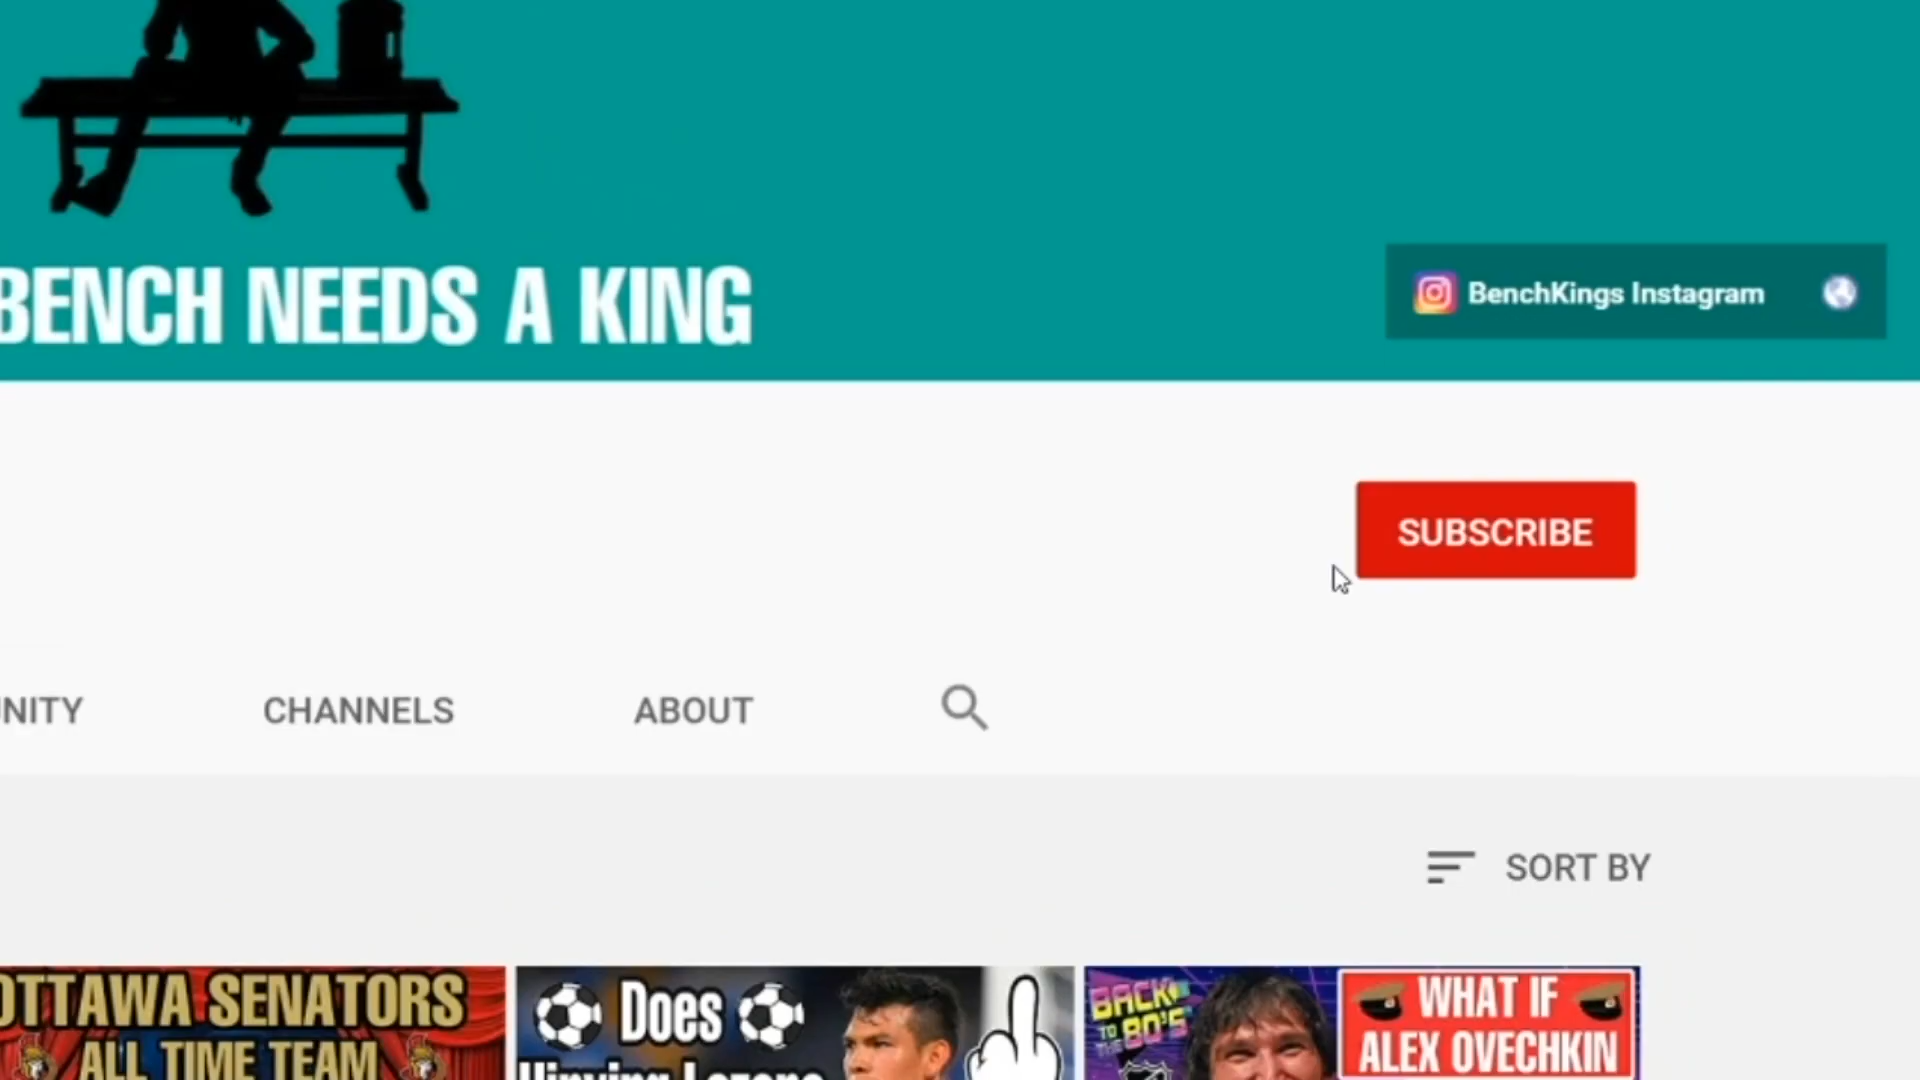 BENCH NEEDS A KING
BenchKings Instagram
SUBSCRIBE
CHANNELS
ABOUT
SORT BY
OTTAWA SENATORS
ALL TIME TEAM
Does
BACK
TO THE 80'S
WHAT IF
ALEX OVECHKIN